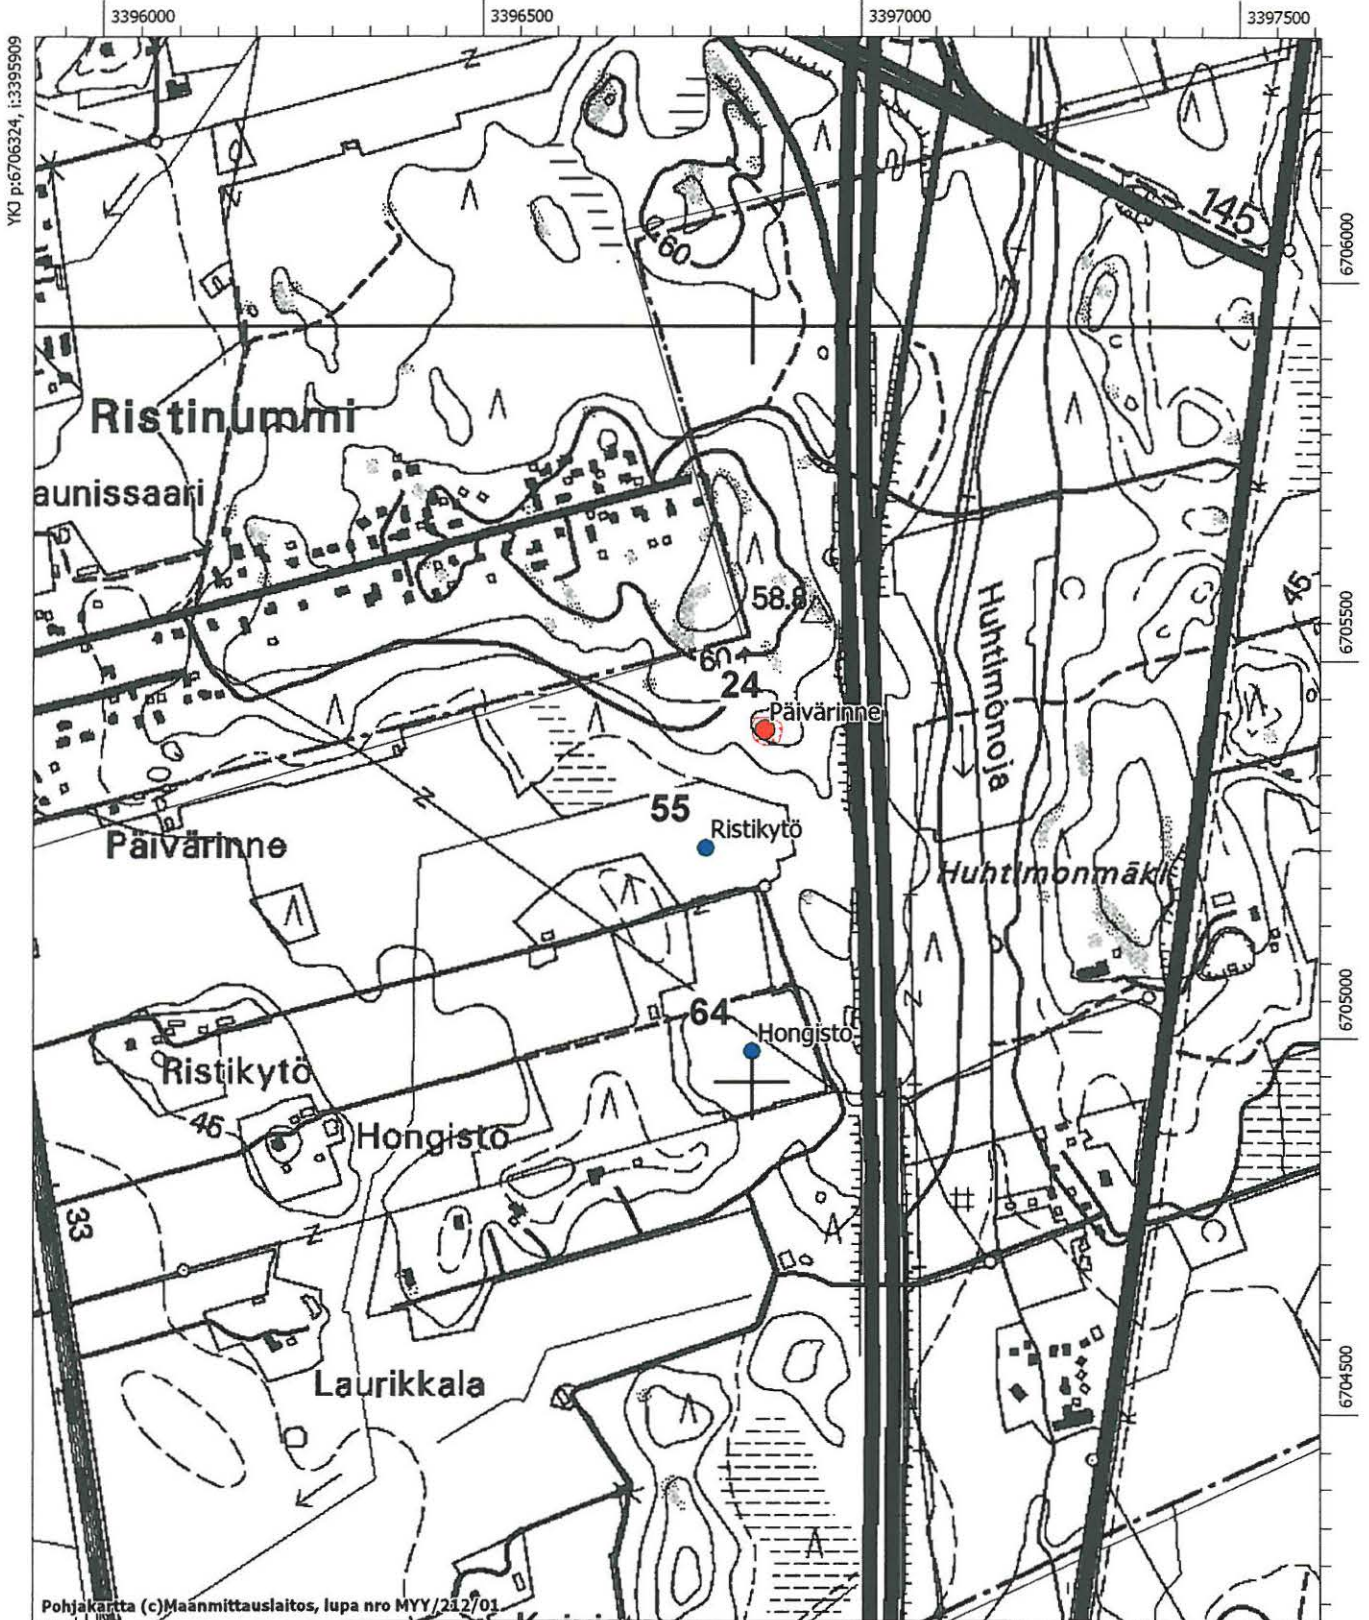 3396000
3396500
3397000
3397500
YKJ p:6706324, i:3395909
145
60
6706000
Ristinummi
aunissaari
58.8
45
6705500
60
24
Päivärinne
Huhtimonoja
55
Ristikytö
Päivärinne
Huhtimonmäki
6705000
64
Hongisto
Ristikytö
45
Hongisto
33
Laurikkala
6704500
Pohjakartta (c)Maanmittauslaitos, lupa nro MYY/212/01